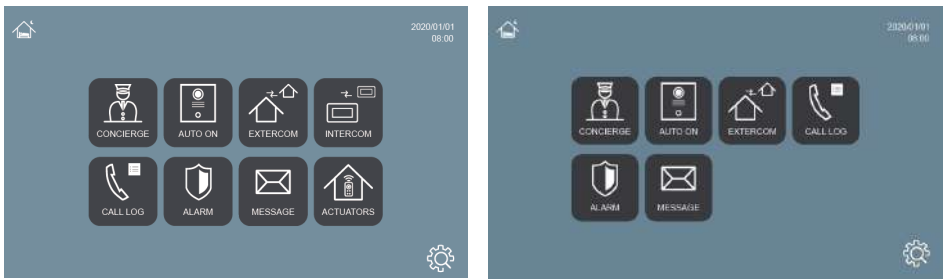 2020/01/01
08:00
CONCIERGE AUTO ON EXTERCOM INTERCOM
CALL LOG ALARM MESSAGE ACTUATORS
2020/01/01
08:00
CONCIERGE AUTO ON EXTERCOM CALL LOG
ALARM MESSAGE